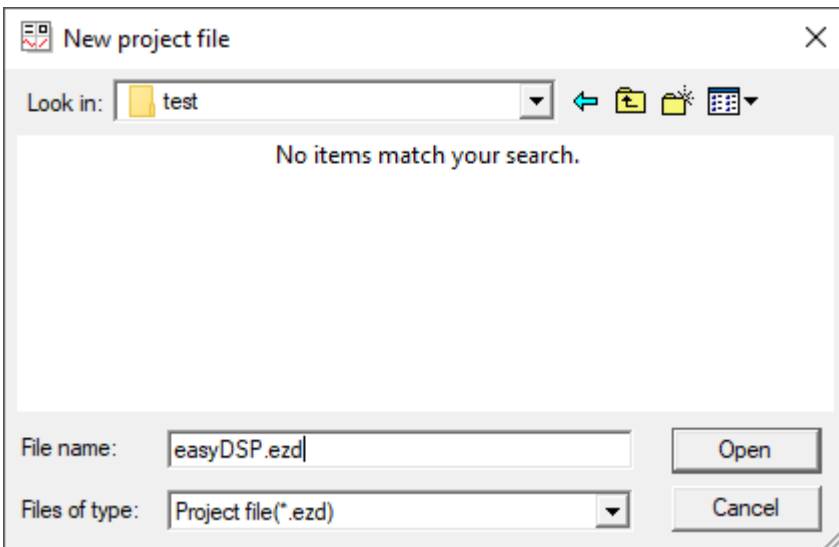 New project file
Look in: test
No items match your search.
File name: easyDSP.ezd
Open
Files of type: Project file(*.ezd)
Cancel